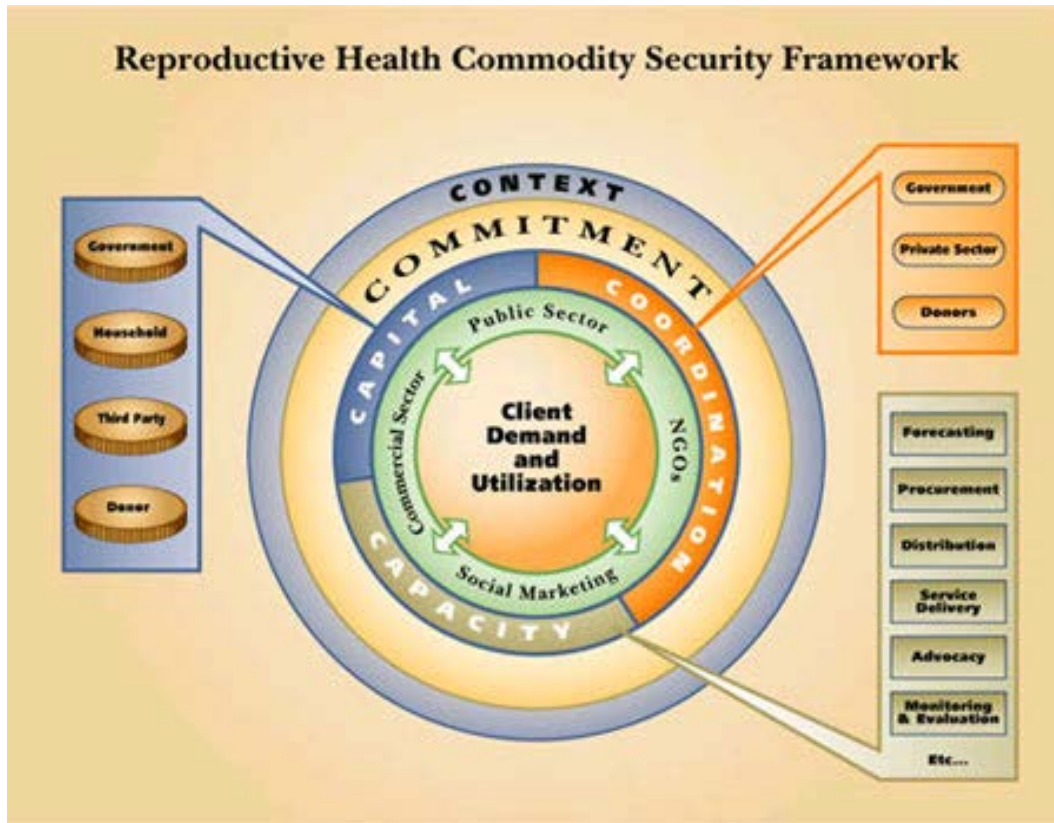 Reproductive Health Commodity Security Framework
CONTEXT
COMMITMENT
CAPITAL
COORDINATION
CAPACITY
Public Sector
NGOs
Social Marketing
Commercial Sector
Client
Demand
and
Utilization
Government
Household
Third Party
Donor
Government
Private Sector
Donors
Forecasting
Procurement
Distribution
Service
Delivery
Advocacy
Monitoring
& Evaluation
Etc...